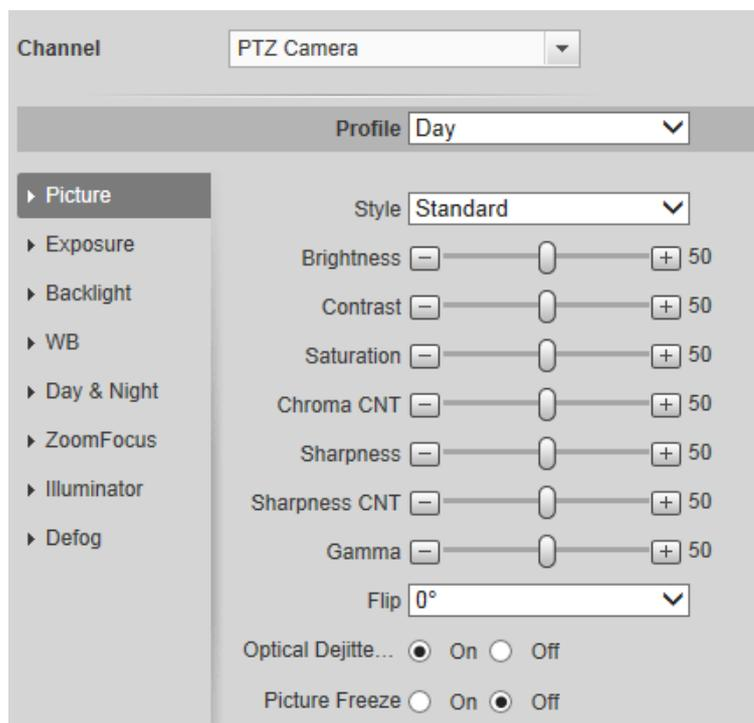 Channel PTZ Camera
Profile Day
Picture
Style Standard
Exposure
Brightness 50
Backlight
Contrast 50
WB
Saturation 50
Day & Night
Chroma CNT 50
ZoomFocus
Sharpness 50
Illuminator
Sharpness CNT 50
Defog
Gamma 50
Flip 0°
Optical Dejitte... On Off
Picture Freeze On Off